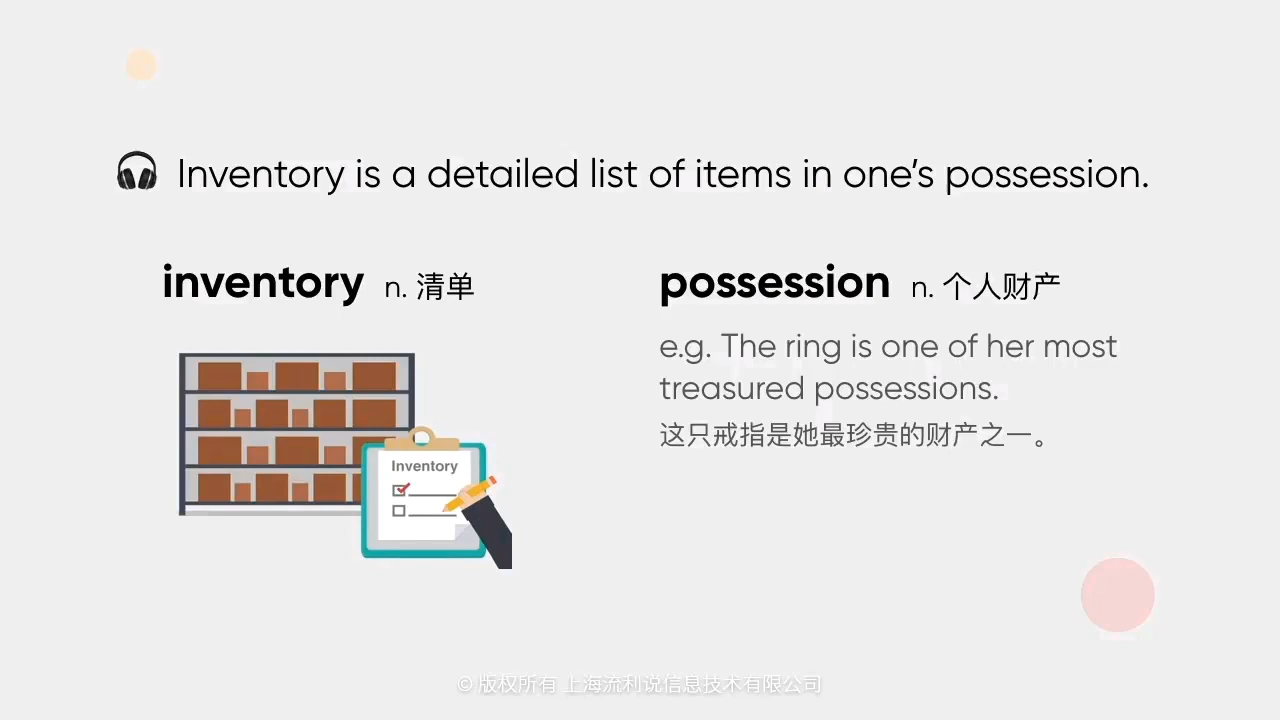 Inventory is a detailed list of items in one’s possession.
inventory n. 清单
possession n. 个人财产
e.g. The ring is one of her most
treasured possessions.
这只戒指是她最珍贵的财产之一。
Inventory
© 版权所有 上海流利说信息技术有限公司